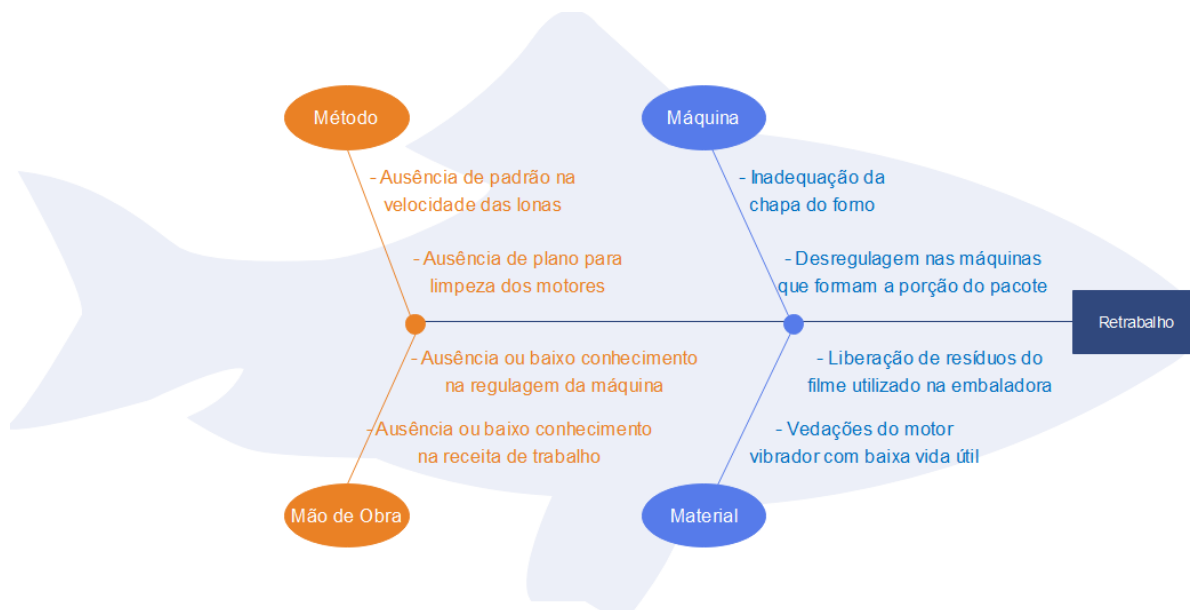 Método
- Ausência de padrão na
velocidade das lonas
- Ausência de plano para
limpeza dos motores
Máquina
- Inadequação da
chapa do forno
- Desregulagem nas máquinas
que formam a porção do pacote
Retrabalho
- Ausência ou baixo conhecimento
na regulagem da máquina
- Ausência ou baixo conhecimento
na receita de trabalho
Mão de Obra
- Liberação de resíduos do
filme utilizado na embaladora
- Vedações do motor
vibrador com baixa vida útil
Material